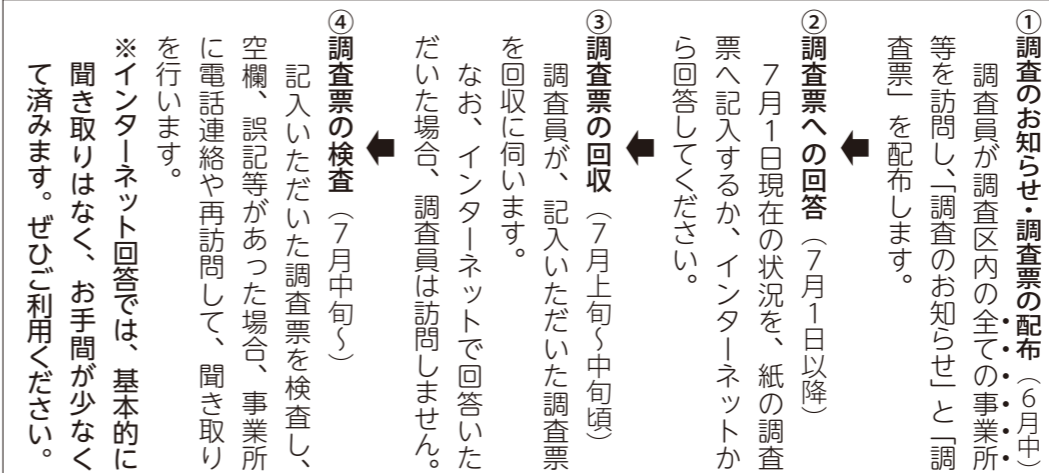 ①調査のお知らせ・調査票の配布（６月中）
調査員が調査区内の全ての事業所
等を訪問し、「調査のお知らせ」と「調
査票」を配布します。
②調査票への回答（７月１日以降）
７月１日現在の状況を、紙の調査
票へ記入するか、インターネットか
ら回答してください。
③調査票の回収（７月上旬～中旬頃）
調査員が、記入いただいた調査票
を回収に伺います。
なお、インターネットで回答いた
だいた場合、調査員は訪問しません。
④調査票の検査（７月中旬～）
記入いただいた調査票を検査し、
空欄、誤記等があった場合、事業所
に電話連絡や再訪問して、聞き取り
を行います。
※インターネット回答では、基本的に
聞き取りはなく、お手間が少なく
て済みます。ぜひご利用ください。